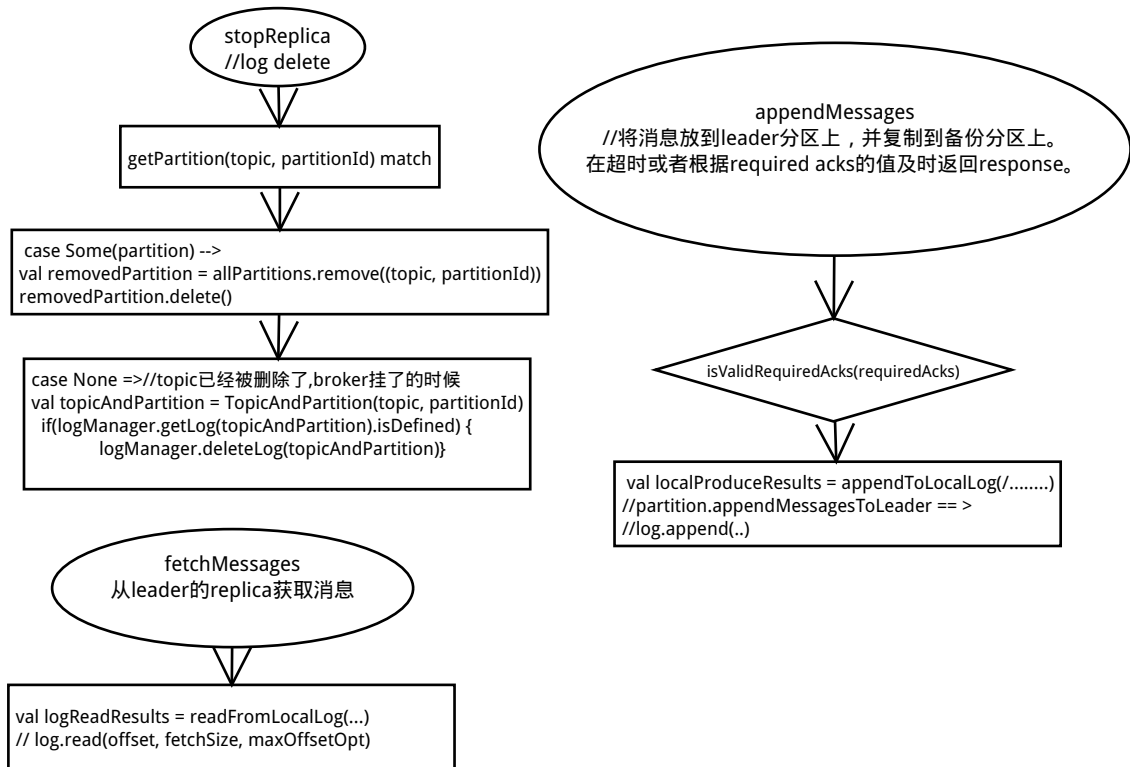 stopReplica
//log delete
getPartition(topic, partitionId) match
case Some(partition) -->
val removedPartition = allPartitions.remove((topic, partitionId))
removedPartition.delete()
case None =>//topic已经被删除了,broker挂了的时候
val topicAndPartition = TopicAndPartition(topic, partitionId)
if(logManager.getLog(topicAndPartition).isDefined) {
logManager.deleteLog(topicAndPartition)}
fetchMessages
从leader的replica获取消息
val logReadResults = readFromLocalLog(...)
// log.read(offset, fetchSize, maxOffsetOpt)
appendMessages
//将消息放到leader分区上，并复制到备份分区上。
在超时或者根据required acks的值及时返回response。
isValidRequiredAcks(requiredAcks)
val localProduceResults = appendToLocalLog(/........)
//partition.appendMessagesToLeader == >
//log.append(..)